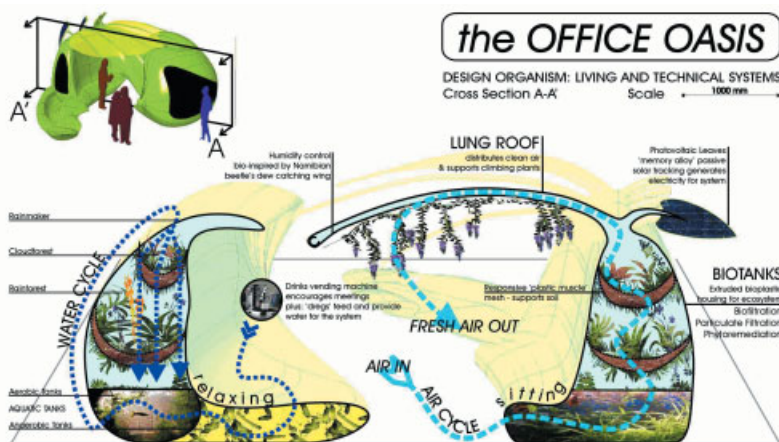 the OFFICE OASIS
DESIGN ORGANISM: LIVING AND TECHNICAL SYSTEMS
Cross Section A-A'
Scale
1000 mm
A'
A
Humidity control
bio-inspired by Namibian
beetle's dew catching wing
LUNG ROOF
distributes clean air
& supports climbing plants
Photovoltaic Leaves:
'memory alloy' passive
solar tracking generates
electricity for system
Rainmaker
Cloudforest
Rainforest
WATER CYCLE
Drinks vending machine
encourages meetings
plus: 'dregs' feed and provide
water for the system
Responsive 'plastic muscle'
mesh - supports soil
BIOTANKS
Extruded bioplastic
housing for ecosystem
Biofiltration
Particulate Filtration
Phytoremediation
FRESH AIR OUT
AIR IN
AIR CYCLE
relaxing
sitting
Aerobic Tanks
AQUATIC TANKS
Anaerobic Tanks